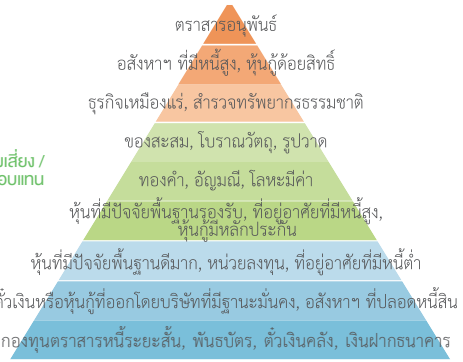 ตราสารอนุพันธ์
อสังหาฯ ที่มีหนี้สูง, หุ้นกู้ด้อยสิทธิ์
ธุรกิจเหมืองแร่, สำรวจทรัพยากรธรรมชาติ
ของสะสม, โบราณวัตถุ, รูปวาด
เสี่ยง /
อบแทน
ทองคำ, อัญมณี, โลหะมีค่า
หุ้นที่มีปัจจัยพื้นฐานรองรับ, ที่อยู่อาศัยที่มีหนี้สูง,
หุ้นกู้มีหลักประกัน
หุ้นที่มีปัจจัยพื้นฐานดีมาก, หน่วยลงทุน, ที่อยู่อาศัยที่มีหนี้ต่ำ
ตั๋วเงินหรือหุ้นกู้ที่ออกโดยบริษัทที่มีฐานะมั่นคง, อสังหาฯ ที่ปลอดหนี้สิน
กองทุนตราสารหนี้ระยะสั้น, พันธบัตร, ตั๋วเงินคลัง, เงินฝากธนาคาร